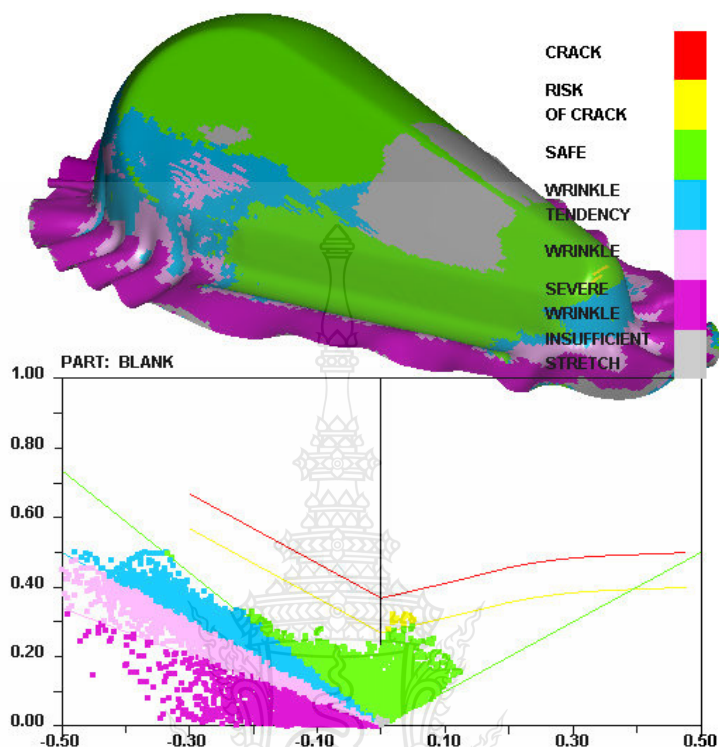 CRACK
RISK
OF CRACK
SAFE
WRINKLE
TENDENCY
WRINKLE
SEVERE
WRINKLE
INSUFFICIENT
STRETCH
PART: BLANK
1.00
0.80
0.60
0.40
0.20
0.00
-0.50
-0.30
-0.10
0.10
0.30
0.50